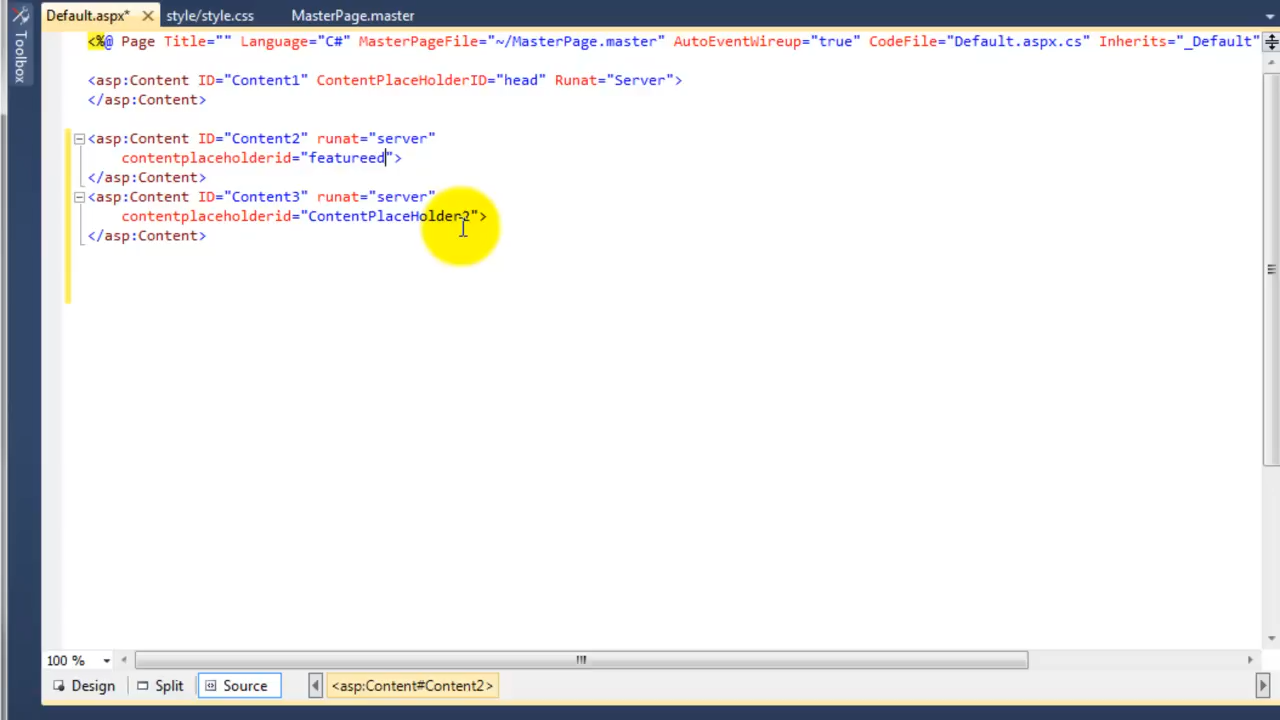 Default.aspx* style/style.css MasterPage.master
Toolbox
<%@ Page Title="" Language="C#" MasterPageFile="~/MasterPage.master" AutoEventWireup="true" CodeFile="Default.aspx.cs" Inherits="_Default"
<asp:Content ID="Content1" ContentPlaceHolderID="head" Runat="Server">
</asp:Content>
<asp:Content ID="Content2" runat="server"
contentplaceholderid="featureed">
</asp:Content>
<asp:Content ID="Content3" runat="server"
contentplaceholderid="ContentPlaceHolder2">
</asp:Content>
100 %
Design Split Source <asp:Content#Content2>